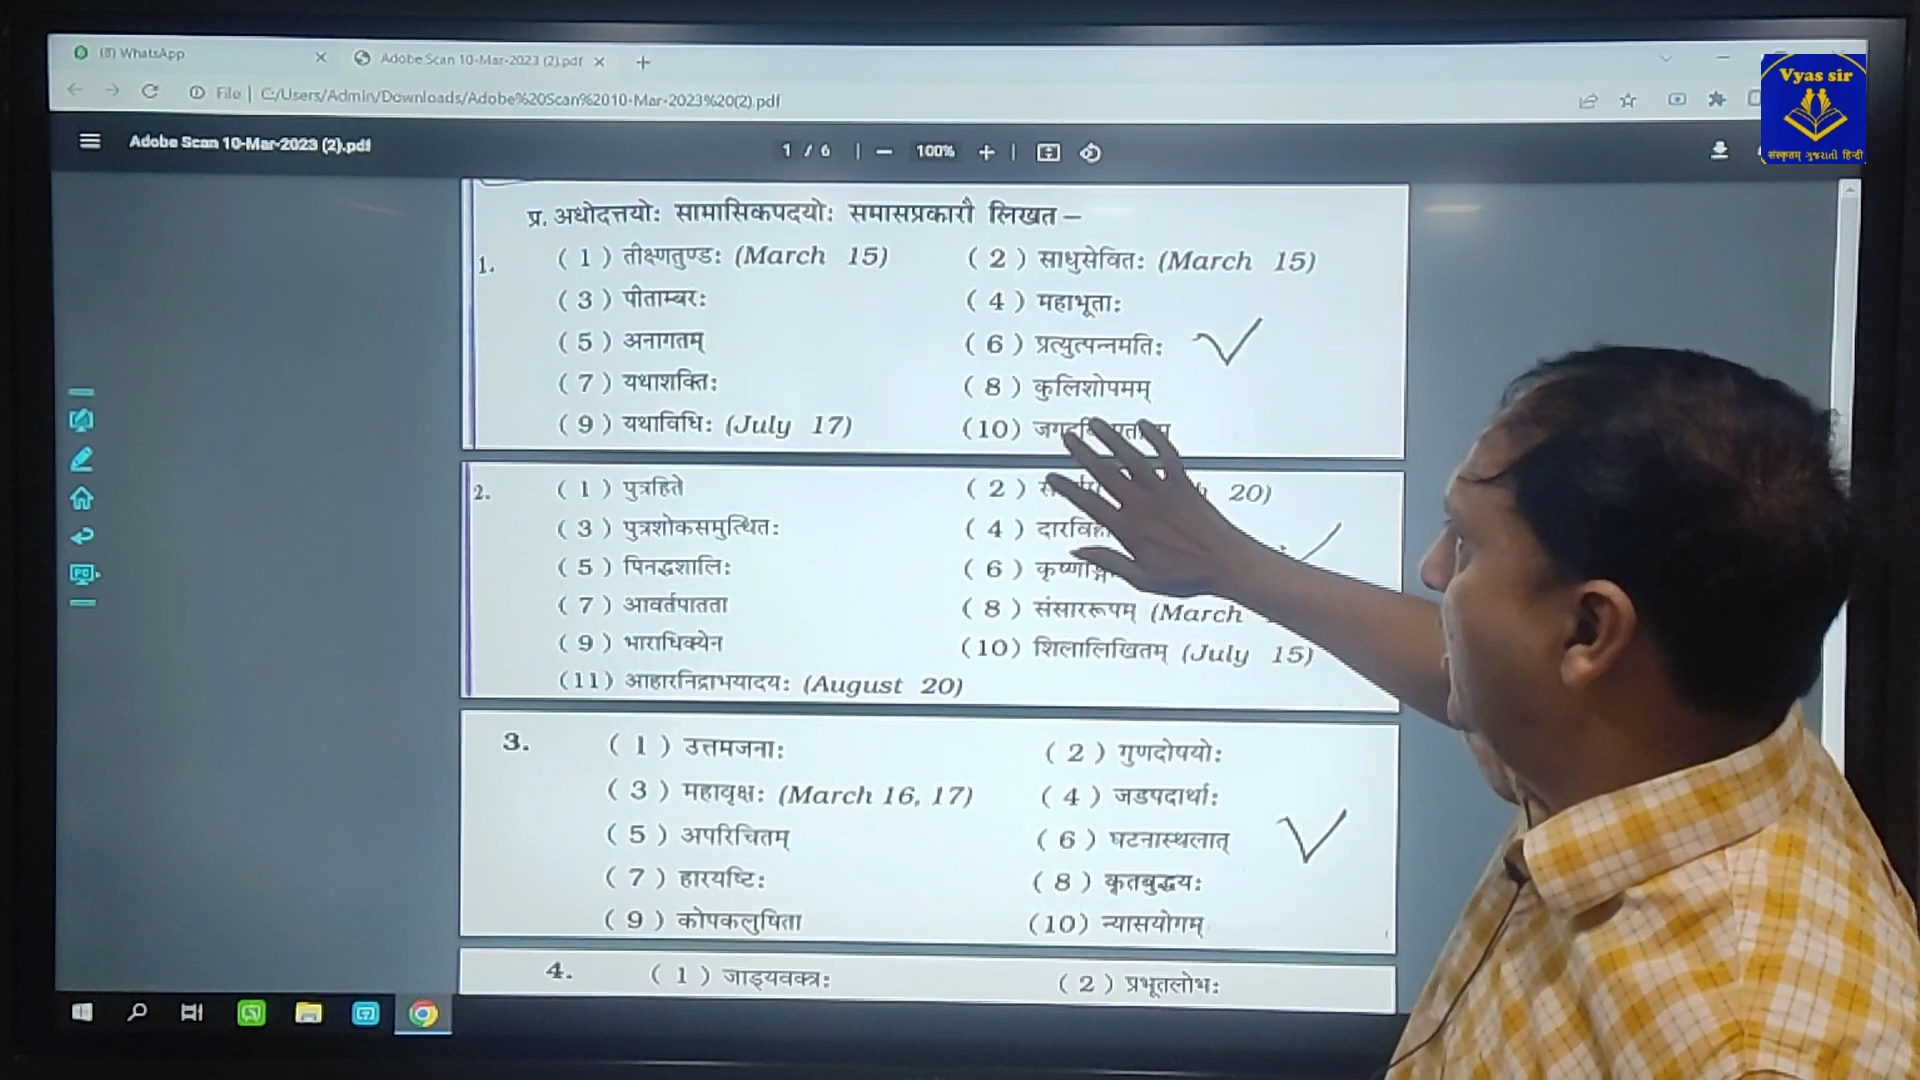 (8) WhatsApp
Adobe Scan 10-Mar-2023 (2).pdf
File | C:/Users/Admin/Downloads/Adobe%20Scan%2010-Mar-2023%20(2).pdf
Vyas sir
संस्कृतम् ગુજરાતી हिन्दी
Adobe Scan 10-Mar-2023 (2).pdf
1 / 6 | − 100% + |
प्र. अधोदत्तयोः सामासिकपदयोः समासप्रकारौ लिखत –
1. ( 1 ) तीक्ष्णतुण्डः (March 15) ( 2 ) साधुसेवितः (March 15)
( 3 ) पीताम्बरः ( 4 ) महाभूताः
( 5 ) अनागतम् ( 6 ) प्रत्युत्पन्नमतिः
( 7 ) यथाशक्तिः ( 8 ) कुलिशोपमम्
( 9 ) यथाविधिः (July 17) (10)
2. ( 1 ) पुत्रहिते ( 2 ) 20)
( 3 ) पुत्रशोकसमुत्थितः ( 4 )
( 5 ) पिनद्धशालिः ( 6 )
( 7 ) आवर्तपातता ( 8 ) संसाररूपम् (March
( 9 ) भाराधिक्येन (10) शिलालिखितम् (July 15)
(11) आहारनिद्राभयादयः (August 20)
3. ( 1 ) उत्तमजनाः ( 2 ) गुणदोषयोः
( 3 ) महावृक्षः (March 16, 17) ( 4 ) जडपदार्थाः
( 5 ) अपरिचितम् ( 6 ) घटनास्थलात्
( 7 ) हारयष्टिः ( 8 ) कृतबुद्धयः
( 9 ) कोपकलुषिता (10) न्यासयोगम्
4. ( 1 ) जाड्यवक्त्रः ( 2 ) प्रभूतलोभः